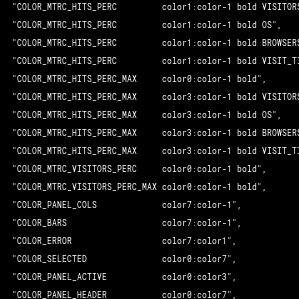 "COLOR_MTRC_HITS_PERC color1:color-1 bold VISITORS
"COLOR_MTRC_HITS_PERC color1:color-1 bold OS",
"COLOR_MTRC_HITS_PERC color1:color-1 bold BROWSERS
"COLOR_MTRC_HITS_PERC color1:color-1 bold VISIT_TI
"COLOR_MTRC_HITS_PERC_MAX color0:color-1 bold",
"COLOR_MTRC_HITS_PERC_MAX color3:color-1 bold VISITORS
"COLOR_MTRC_HITS_PERC_MAX color3:color-1 bold OS",
"COLOR_MTRC_HITS_PERC_MAX color3:color-1 bold BROWSERS
"COLOR_MTRC_HITS_PERC_MAX color3:color-1 bold VISIT_TI
"COLOR_MTRC_VISITORS_PERC color0:color-1 bold",
"COLOR_MTRC_VISITORS_PERC_MAX color0:color-1 bold",
"COLOR_PANEL_COLS color7:color-1",
"COLOR_BARS color7:color-1",
"COLOR_ERROR color7:color1",
"COLOR_SELECTED color0:color7",
"COLOR_PANEL_ACTIVE color0:color3",
"COLOR_PANEL_HEADER color0:color7",